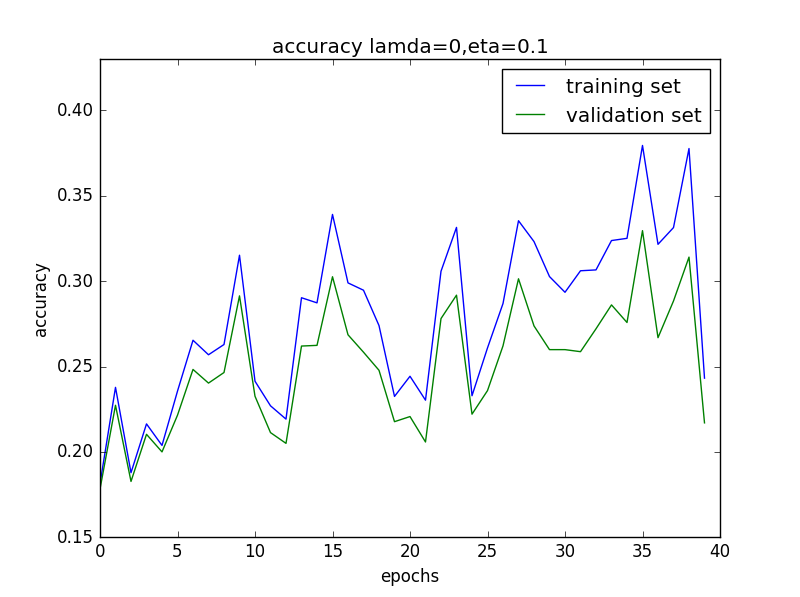 accuracy lamda=0,eta=0.1
training set
validation set
0.40
0.35
0.30
0.25
0.20
0.15
accuracy
0 5 10 15 20 25 30 35 40
epochs